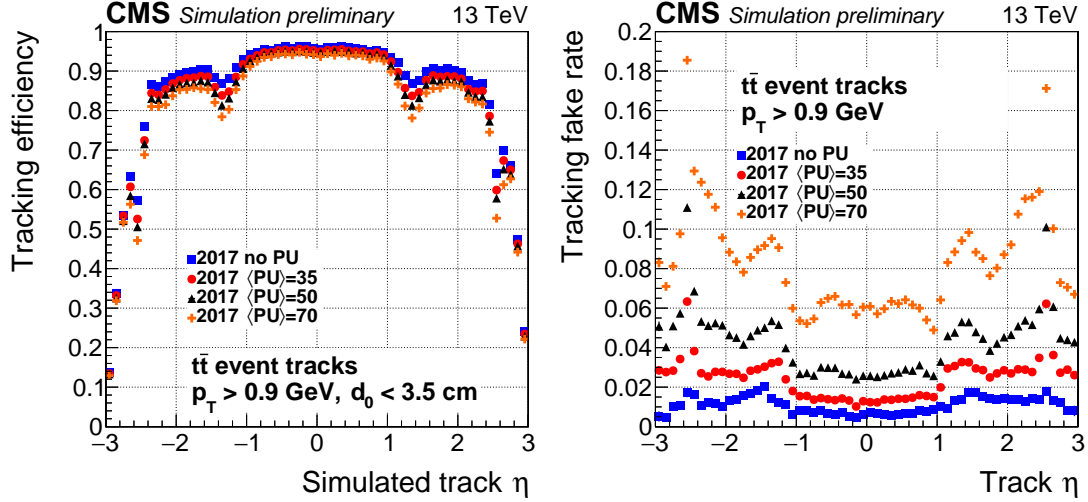 CMS Simulation preliminary 13 TeV
Tracking efficiency
1
0.9
0.8
0.7
0.6
0.5
0.4
0.3
0.2
0.1
0
2017 no PU
2017 ⟨PU⟩=35
2017 ⟨PU⟩=50
2017 ⟨PU⟩=70
tt̄ event tracks
p_T > 0.9 GeV, d_0 < 3.5 cm
−3 −2 −1 0 1 2 3
Simulated track η
CMS Simulation preliminary 13 TeV
Tracking fake rate
0.2
0.18
0.16
0.14
0.12
0.1
0.08
0.06
0.04
0.02
0
tt̄ event tracks
p_T > 0.9 GeV
2017 no PU
2017 ⟨PU⟩=35
2017 ⟨PU⟩=50
2017 ⟨PU⟩=70
−3 −2 −1 0 1 2 3
Track η